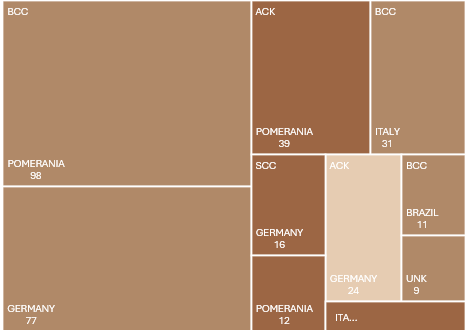 BCC
POMERANIA
98
GERMANY
77
ACK
POMERANIA
39
BCC
ITALY
31
SCC
GERMANY
16
ACK
GERMANY
24
BCC
BRAZIL
11
UNK
9
POMERANIA
12
ITA...